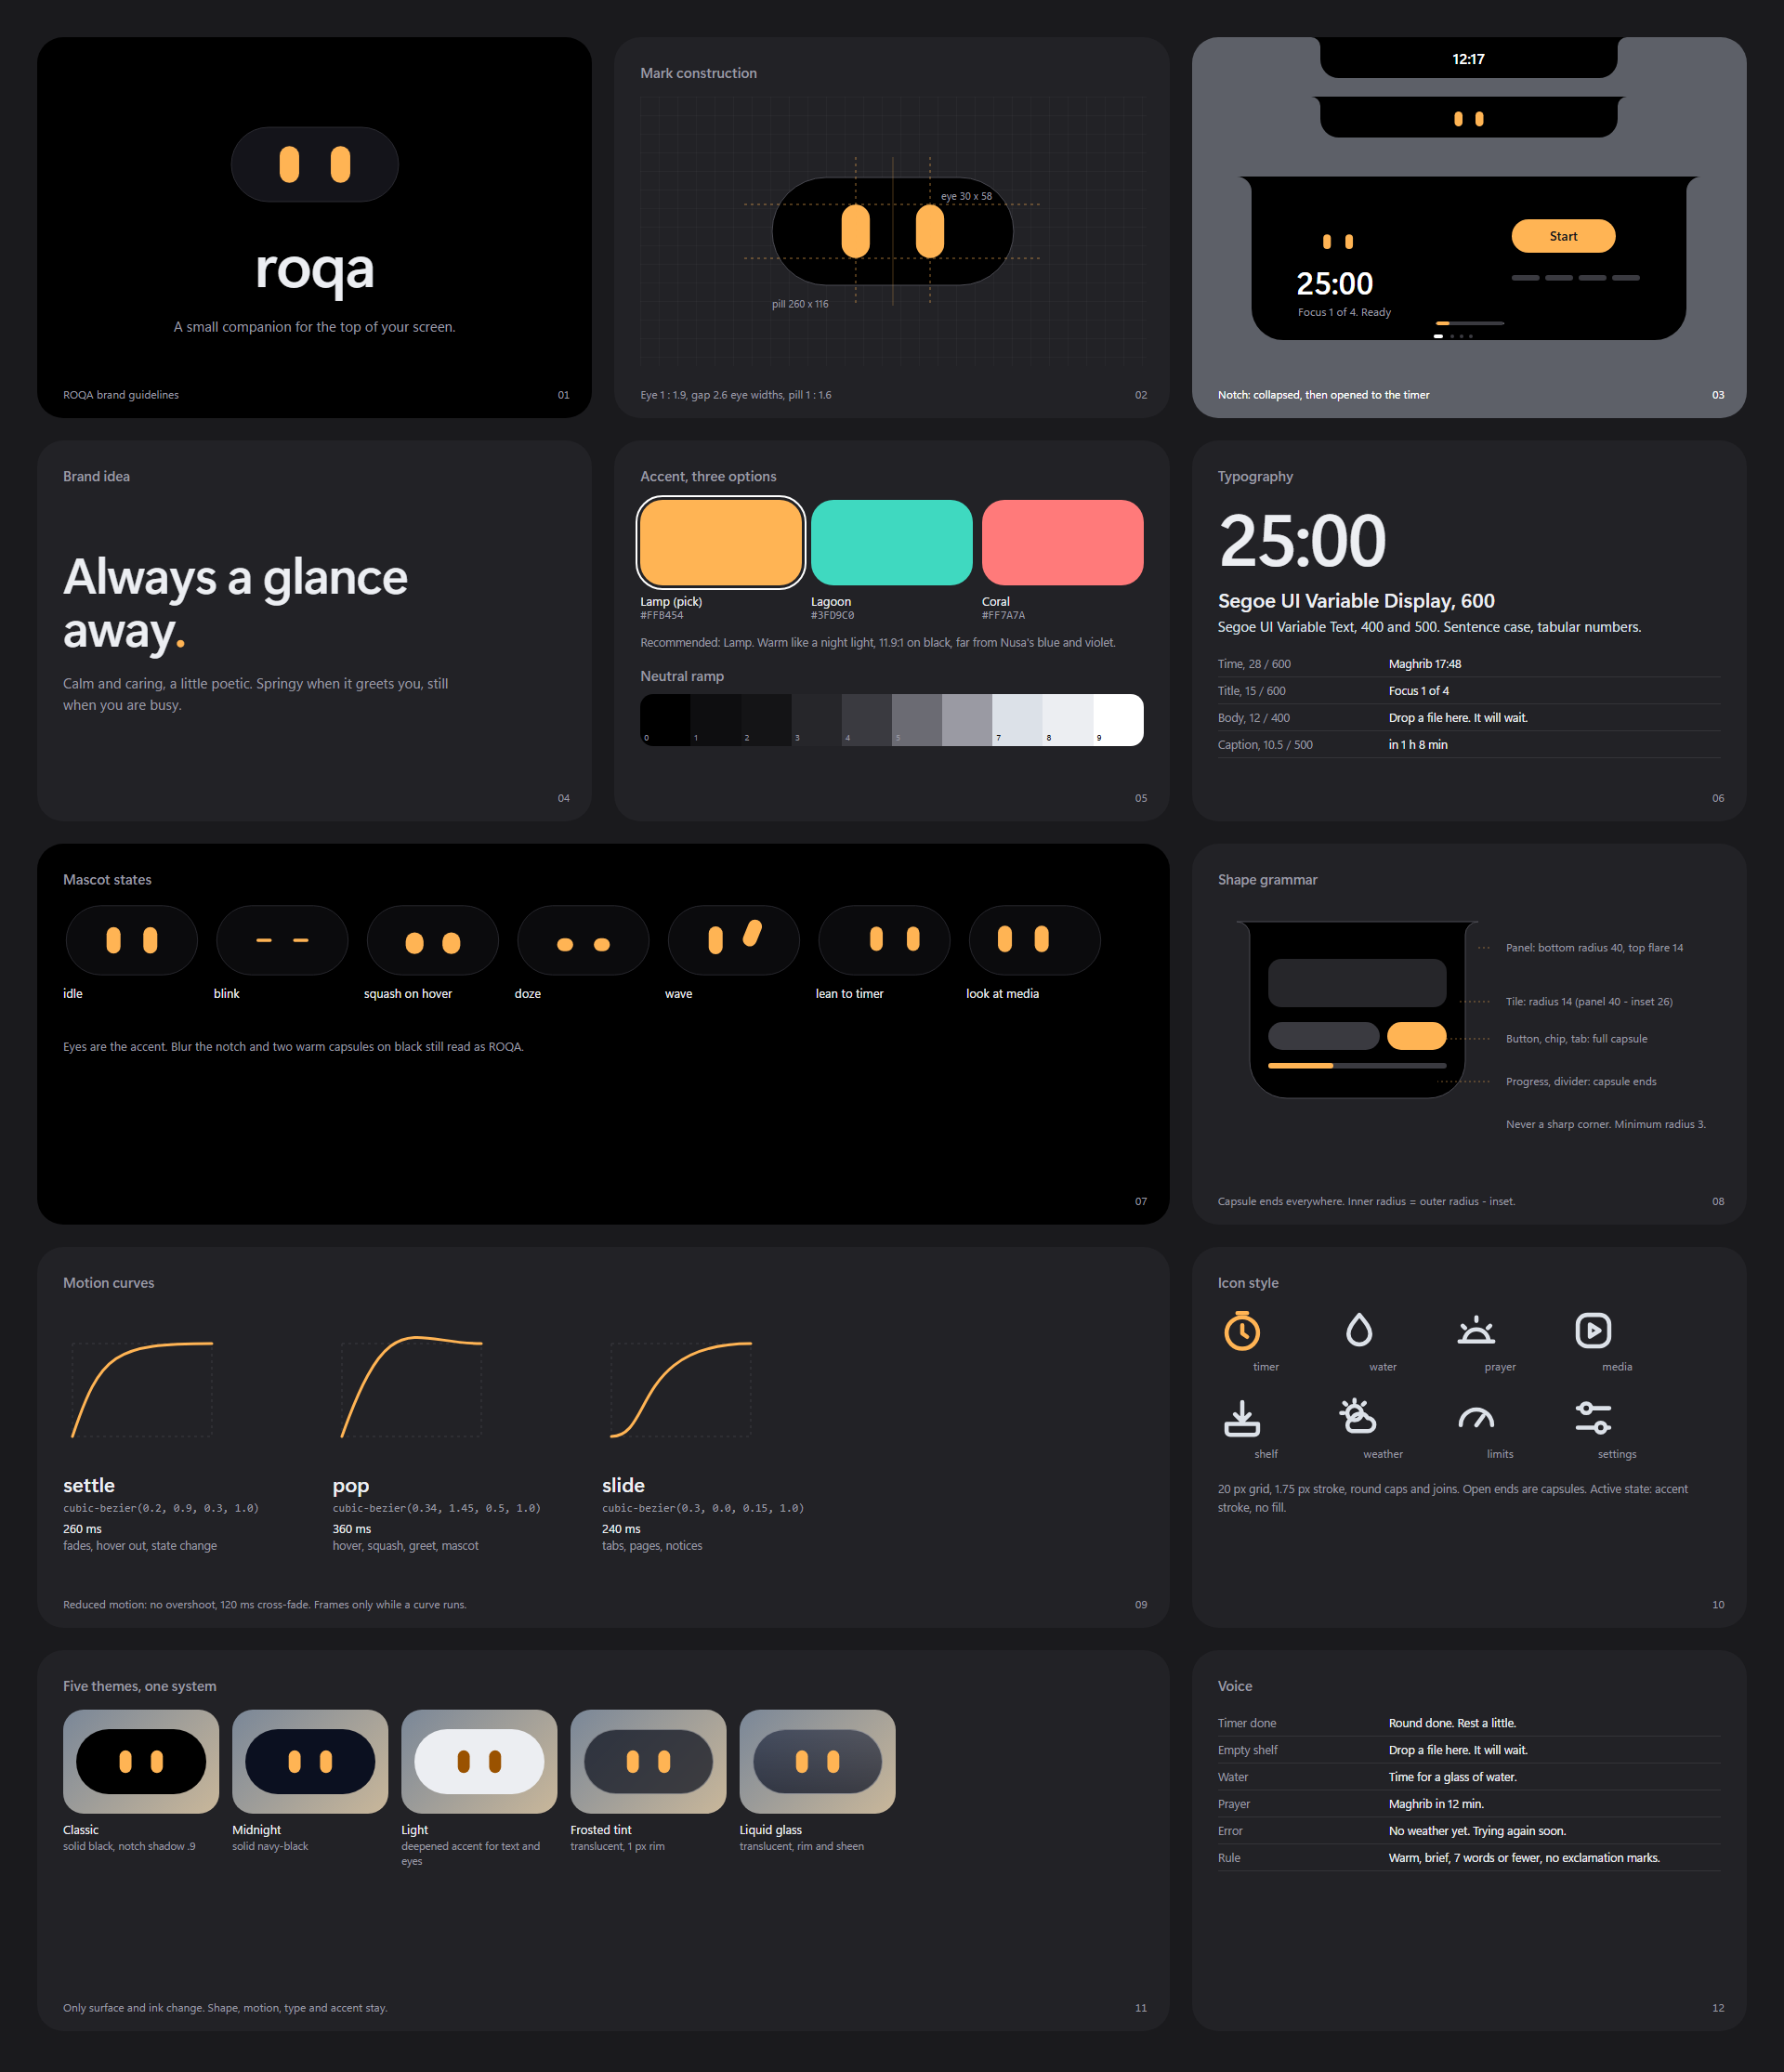 roqa
A small companion for the top of your screen.
ROQA brand guidelines
01
Mark construction
eye 30 x 58
pill 260 x 116
Eye 1 : 1.9, gap 2.6 eye widths, pill 1 : 1.6
02
12:17
Start
25:00
Focus 1 of 4. Ready
Notch: collapsed, then opened to the timer
03
Brand idea
Always a glance
away.
Calm and caring, a little poetic. Springy when it greets you, still
when you are busy.
04
Accent, three options
Lamp (pick)
#FFB454
Lagoon
#3FD9C0
Coral
#FF7A7A
Recommended: Lamp. Warm like a night light, 11.9:1 on black, far from Nusa's blue and violet.
Neutral ramp
0 1 2 3 4 5 7 8 9
05
Typography
25:00
Segoe UI Variable Display, 600
Segoe UI Variable Text, 400 and 500. Sentence case, tabular numbers.
Time, 28 / 600 Maghrib 17:48
Title, 15 / 600 Focus 1 of 4
Body, 12 / 400 Drop a file here. It will wait.
Caption, 10.5 / 500 in 1 h 8 min
06
Mascot states
idle blink squash on hover doze wave lean to timer look at media
Eyes are the accent. Blur the notch and two warm capsules on black still read as ROQA.
07
Shape grammar
Panel: bottom radius 40, top flare 14
Tile: radius 14 (panel 40 - inset 26)
Button, chip, tab: full capsule
Progress, divider: capsule ends
Never a sharp corner. Minimum radius 3.
Capsule ends everywhere. Inner radius = outer radius - inset.
08
Motion curves
settle
cubic-bezier(0.2, 0.9, 0.3, 1.0)
260 ms
fades, hover out, state change
pop
cubic-bezier(0.34, 1.45, 0.5, 1.0)
360 ms
hover, squash, greet, mascot
slide
cubic-bezier(0.3, 0.0, 0.15, 1.0)
240 ms
tabs, pages, notices
Reduced motion: no overshoot, 120 ms cross-fade. Frames only while a curve runs.
09
Icon style
timer water prayer media
shelf weather limits settings
20 px grid, 1.75 px stroke, round caps and joins. Open ends are capsules. Active state: accent
stroke, no fill.
10
Five themes, one system
Classic
solid black, notch shadow .9
Midnight
solid navy-black
Light
deepened accent for text and
eyes
Frosted tint
translucent, 1 px rim
Liquid glass
translucent, rim and sheen
Only surface and ink change. Shape, motion, type and accent stay.
11
Voice
Timer done Round done. Rest a little.
Empty shelf Drop a file here. It will wait.
Water Time for a glass of water.
Prayer Maghrib in 12 min.
Error No weather yet. Trying again soon.
Rule Warm, brief, 7 words or fewer, no exclamation marks.
12